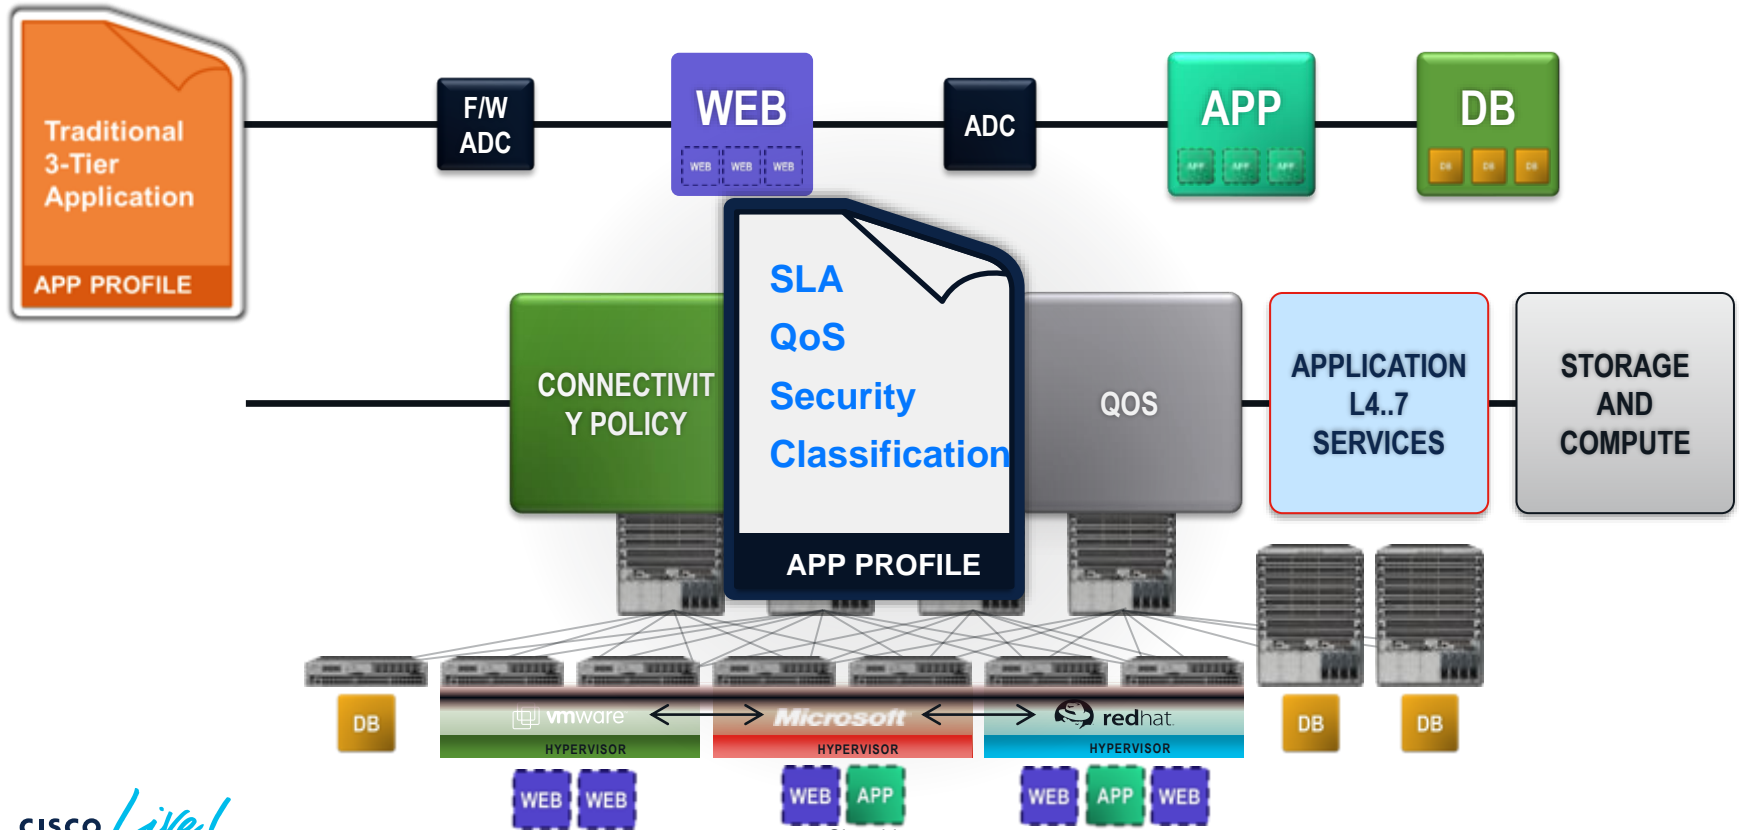 Traditional
3-Tier
Application
APP PROFILE
F/W
ADC
WEB
WEB WEB WEB
ADC
APP
APP APP APP
DB
DB DB DB
CONNECTIVIT
Y POLICY
SLA
QoS
Security
Classification
APP PROFILE
QOS
APPLICATION
L4..7
SERVICES
STORAGE
AND
COMPUTE
DB
vmware
HYPERVISOR
Microsoft
HYPERVISOR
redhat.
HYPERVISOR
DB
DB
WEB WEB
WEB APP
WEB APP WEB
CISCO Live!